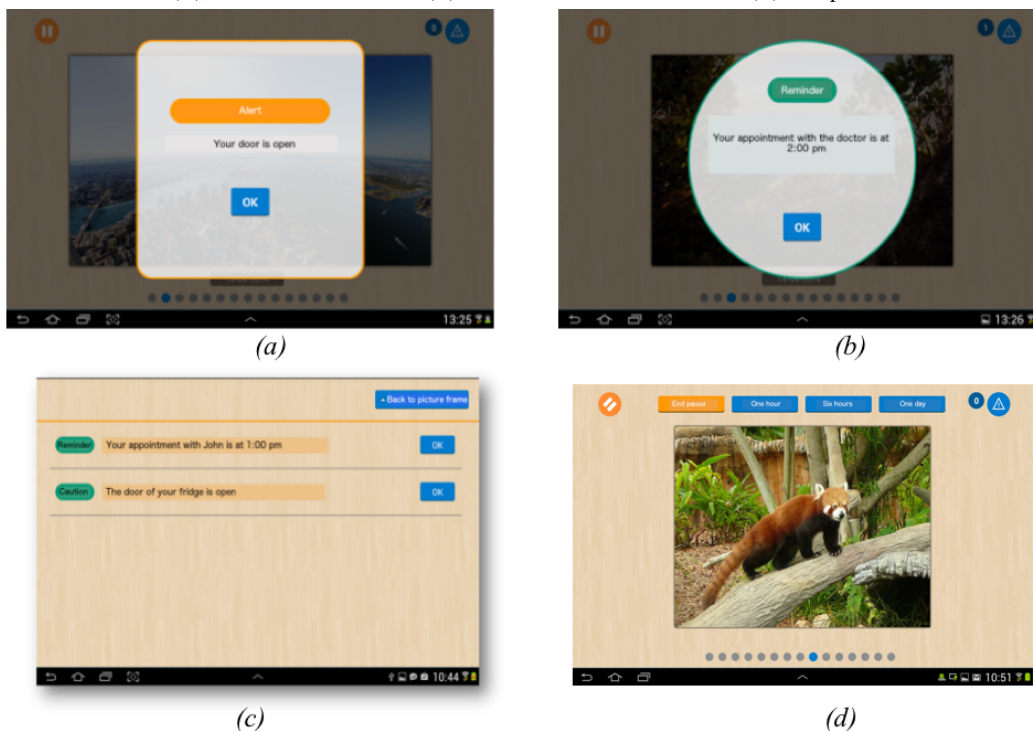 0
Alert
Your door is open
OK
13:25
(a)
1
Reminder
Your appointment with the doctor is at
2:00 pm
OK
13:26
(b)
Back to picture frame
Reminder
Your appointment with John is at 1:00 pm
OK
Caution
The door of your fridge is open
OK
10:44
(c)
End pause
One hour
Six hours
One day
0
10:51
(d)